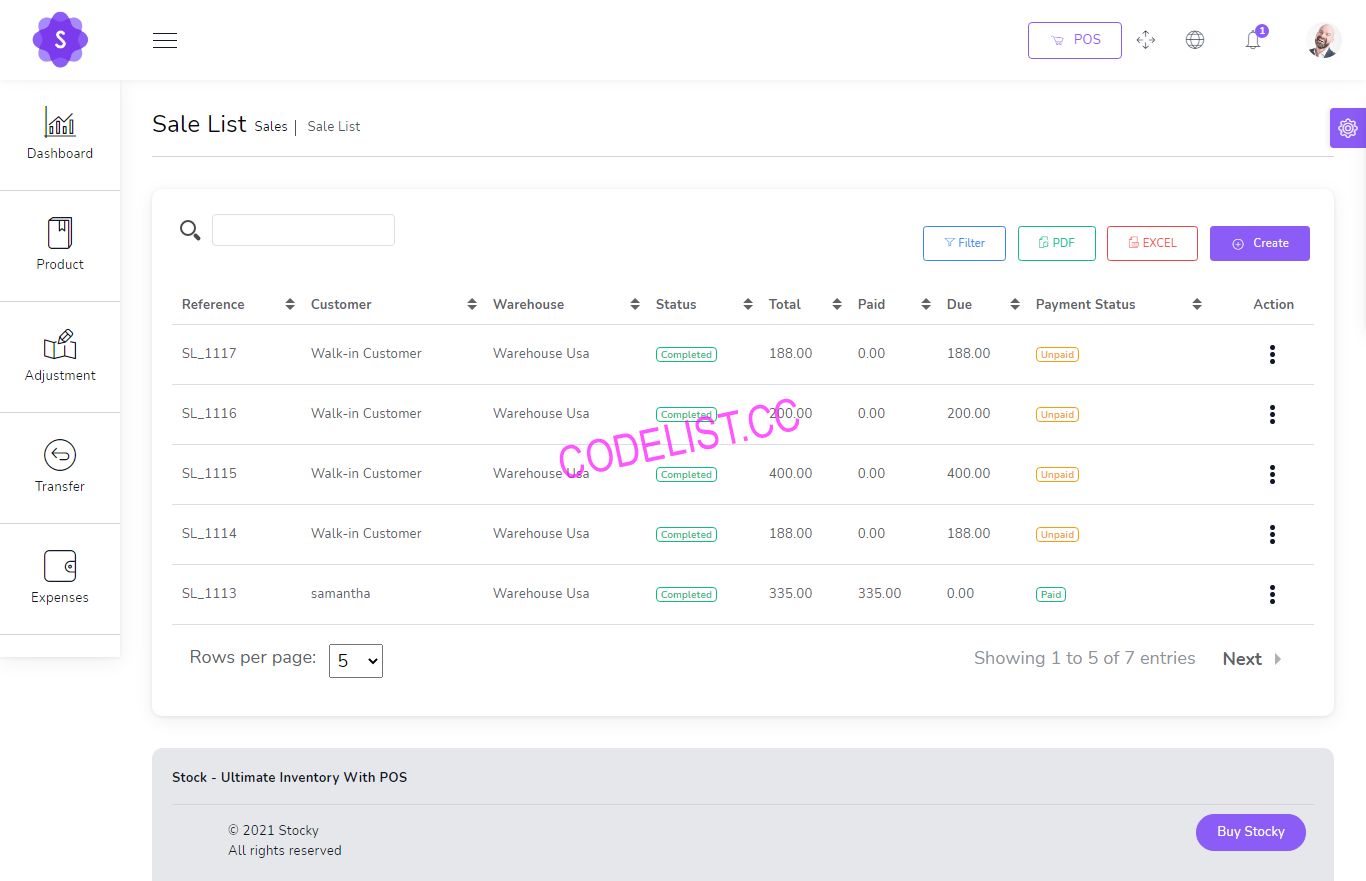 S
POS
1
Dashboard
Product
Adjustment
Transfer
Expenses
Sale List Sales | Sale List
Filter PDF EXCEL Create
Reference Customer Warehouse Status Total Paid Due Payment Status Action
SL_1117 Walk-in Customer Warehouse Usa Completed 188.00 0.00 188.00 Unpaid
SL_1116 Walk-in Customer Warehouse Usa Completed 200.00 0.00 200.00 Unpaid
CODELIST.CC
SL_1115 Walk-in Customer Warehouse Usa Completed 400.00 0.00 400.00 Unpaid
SL_1114 Walk-in Customer Warehouse Usa Completed 188.00 0.00 188.00 Unpaid
SL_1113 samantha Warehouse Usa Completed 335.00 335.00 0.00 Paid
Rows per page: 5 Showing 1 to 5 of 7 entries Next
Stock - Ultimate Inventory With POS
© 2021 Stocky
All rights reserved
Buy Stocky